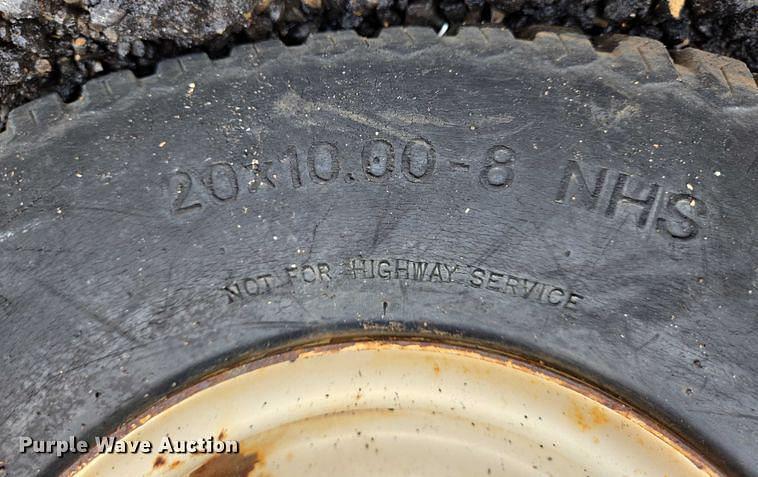 20x10.00-8 NHS
NOT FOR HIGHWAY SERVICE
Purple Wave Auction